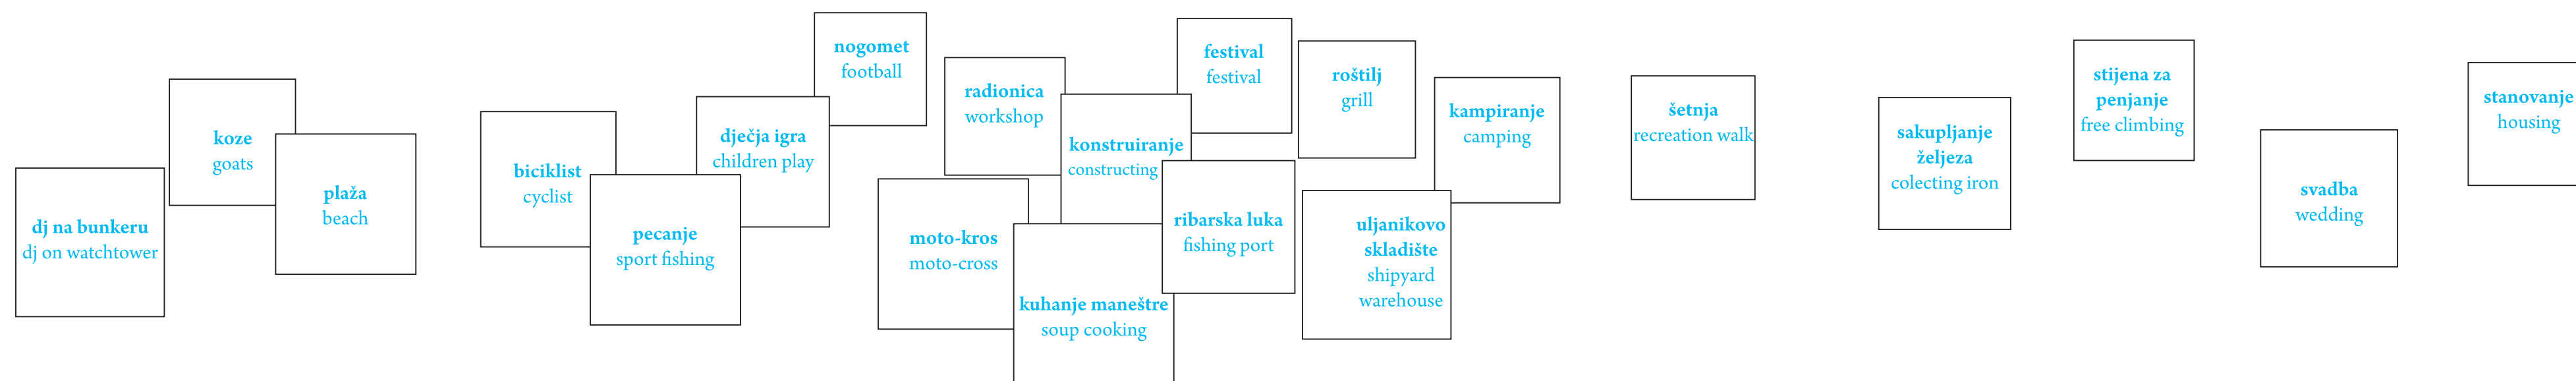 dj na bunkeru
dj on watchtower
koze
goats
plaža
beach
biciklist
cyclist
pecanje
sport fishing
dječja igra
children play
nogomet
football
radionica
workshop
moto-kros
moto-cross
kuhanje maneštre
soup cooking
konstruiranje
constructing
festival
festival
ribarska luka
fishing port
roštilj
grill
uljanikovo
skladište
shipyard
warehouse
kampiranje
camping
šetnja
recreation walk
sakupljanje
željeza
colecting iron
stijena za
penjanje
free climbing
svadba
wedding
stanovanje
housing